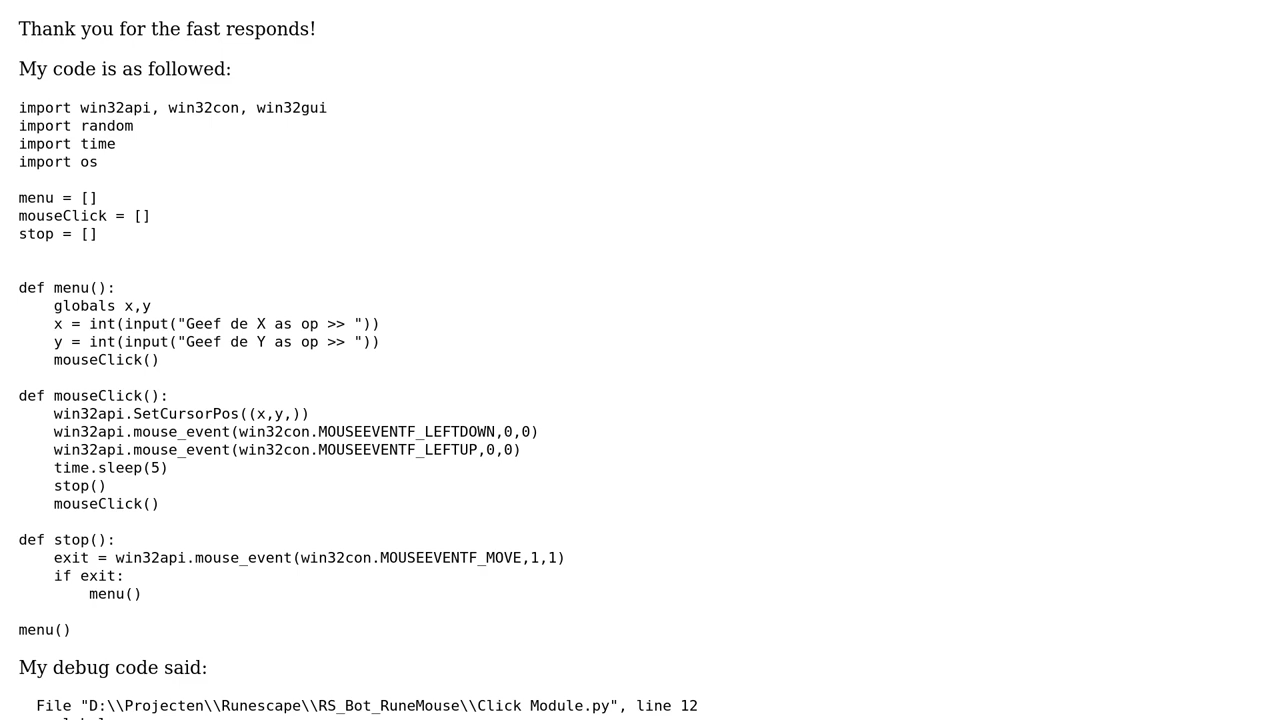 Thank you for the fast responds!
My code is as followed:
import win32api, win32con, win32gui
import random
import time
import os
menu = []
mouseClick = []
stop = []
def menu():
    globals x,y
    x = int(input("Geef de X as op >> "))
    y = int(input("Geef de Y as op >> "))
    mouseClick()
def mouseClick():
    win32api.SetCursorPos((x,y,))
    win32api.mouse_event(win32con.MOUSEEVENTF_LEFTDOWN,0,0)
    win32api.mouse_event(win32con.MOUSEEVENTF_LEFTUP,0,0)
    time.sleep(5)
    stop()
    mouseClick()
def stop():
    exit = win32api.mouse_event(win32con.MOUSEEVENTF_MOVE,1,1)
    if exit:
        menu()
menu()
My debug code said:
  File "D:\\Projecten\\Runescape\\RS_Bot_RuneMouse\\Click Module.py", line 12